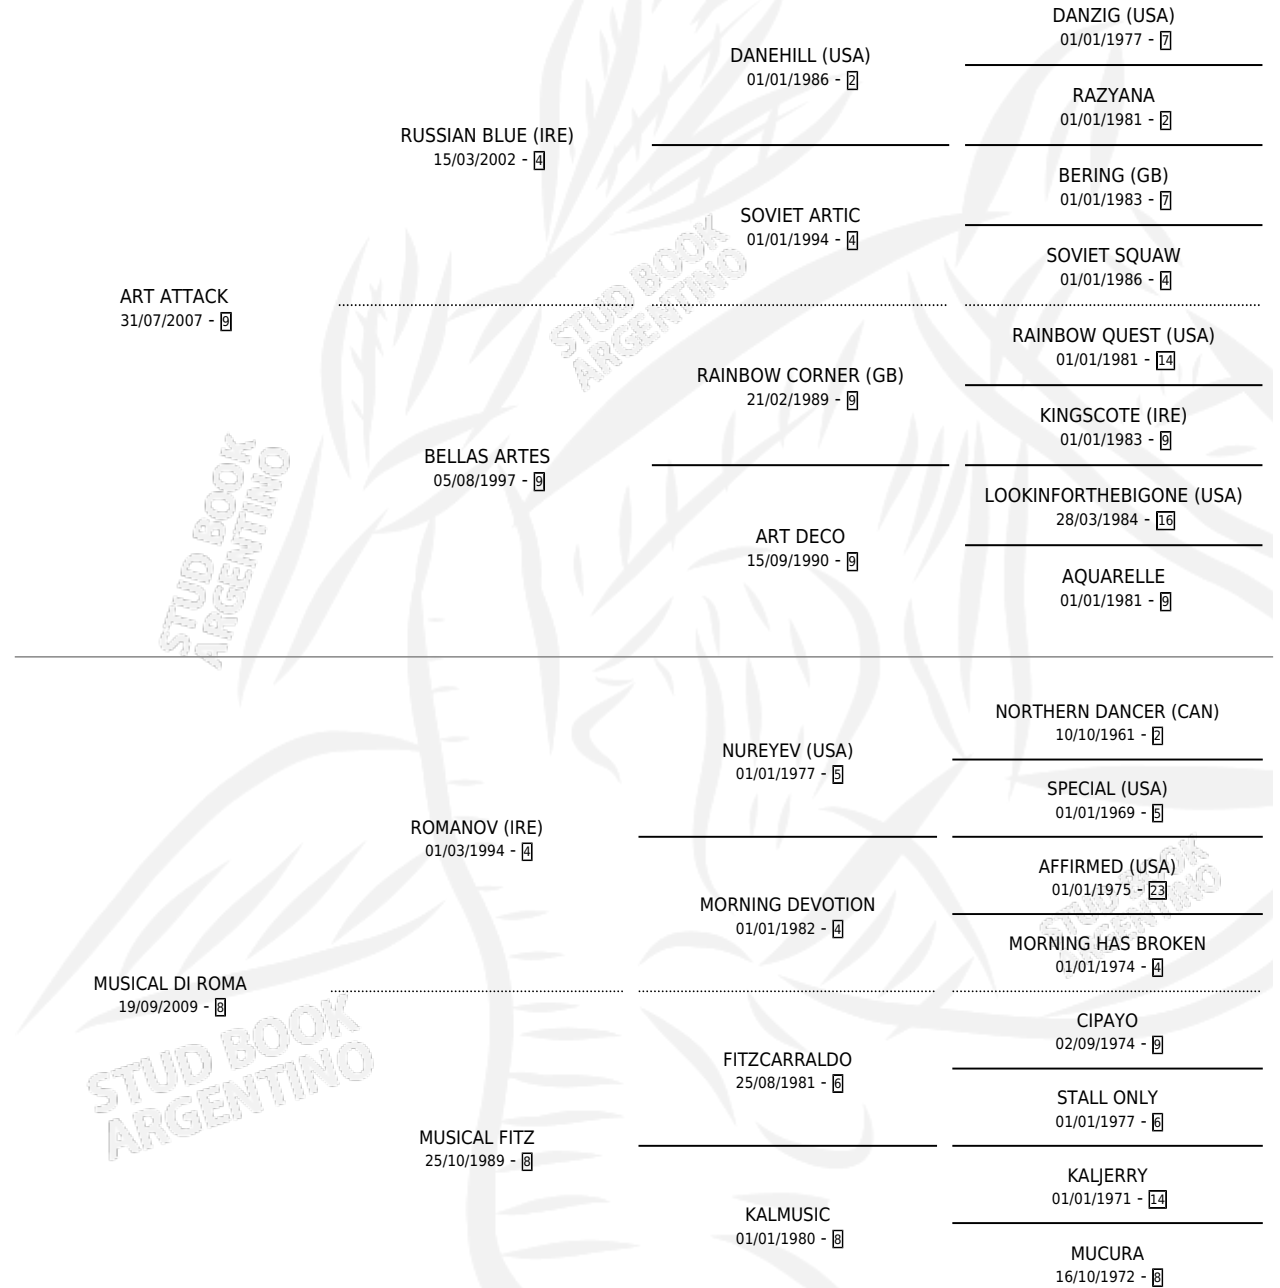 DANZIG (USA)
01/01/1977 - 7
DANEHILL (USA)
01/01/1986 - 2
RAZYANA
01/01/1981 - 2
RUSSIAN BLUE (IRE)
15/03/2002 - 4
BERING (GB)
01/01/1983 - 7
SOVIET ARTIC
01/01/1994 - 4
SOVIET SQUAW
01/01/1986 - 4
ART ATTACK
31/07/2007 - 9
RAINBOW QUEST (USA)
01/01/1981 - 14
RAINBOW CORNER (GB)
21/02/1989 - 9
KINGSCOTE (IRE)
01/01/1983 - 9
BELLAS ARTES
05/08/1997 - 9
LOOKINFORTHEBIGONE (USA)
28/03/1984 - 16
ART DECO
15/09/1990 - 9
AQUARELLE
01/01/1981 - 9
STUD BOOK
ARGENTINO
STUD BOOK
ARGENTINO
NORTHERN DANCER (CAN)
10/10/1961 - 2
NUREYEV (USA)
01/01/1977 - 5
SPECIAL (USA)
01/01/1969 - 5
ROMANOV (IRE)
01/03/1994 - 4
AFFIRMED (USA)
01/01/1975 - 23
MORNING DEVOTION
01/01/1982 - 4
MORNING HAS BROKEN
01/01/1974 - 4
MUSICAL DI ROMA
19/09/2009 - 8
CIPAYO
02/09/1974 - 9
FITZCARRALDO
25/08/1981 - 6
STALL ONLY
01/01/1977 - 6
MUSICAL FITZ
25/10/1989 - 8
KALJERRY
01/01/1971 - 14
KALMUSIC
01/01/1980 - 8
MUCURA
16/10/1972 - 8
STUD BOOK
ARGENTINO
STUD BOOK
ARGENTINO